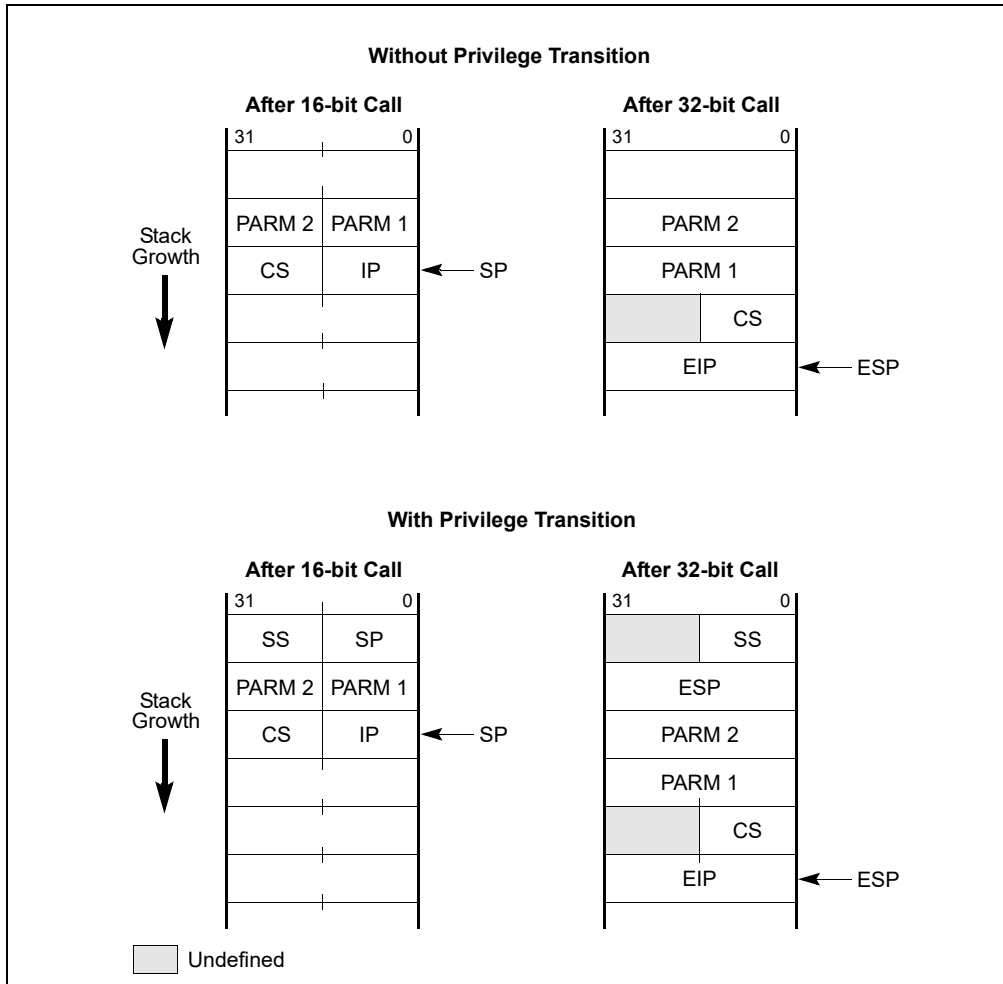 Without Privilege Transition
After 16-bit Call
After 32-bit Call
31 0
31 0
PARM 2 PARM 1
PARM 2
Stack
Growth
CS IP
SP
PARM 1
CS
EIP
ESP
With Privilege Transition
After 16-bit Call
After 32-bit Call
31 0
31 0
SS SP
SS
Stack
Growth
PARM 2 PARM 1
ESP
CS IP
SP
PARM 2
PARM 1
CS
EIP
ESP
Undefined